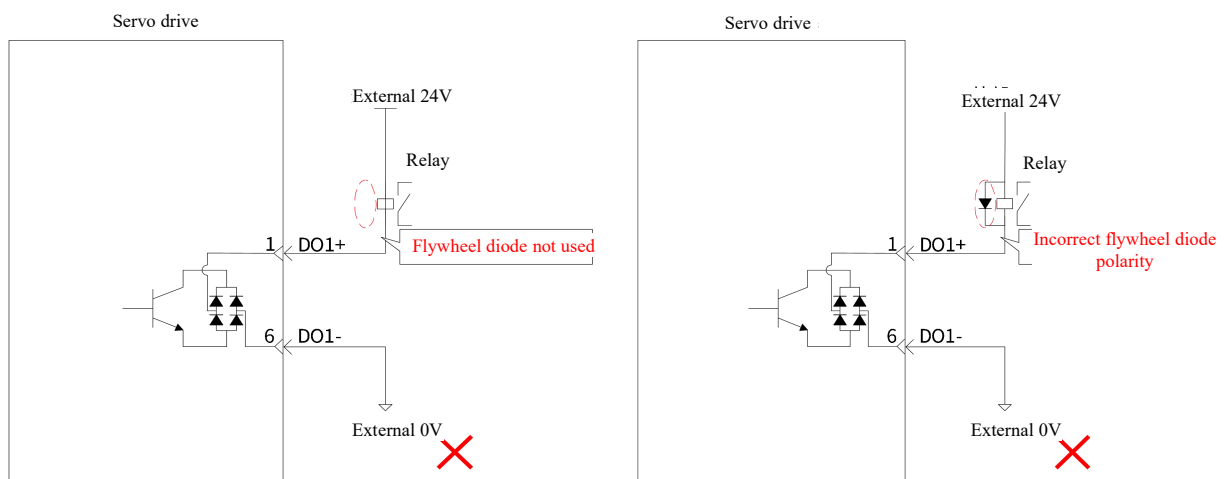 Servo drive
External 24V
Relay
1
DO1+
Flywheel diode not used
6
DO1-
External 0V
Servo drive
External 24V
Relay
1
DO1+
Incorrect flywheel diode
polarity
6
DO1-
External 0V